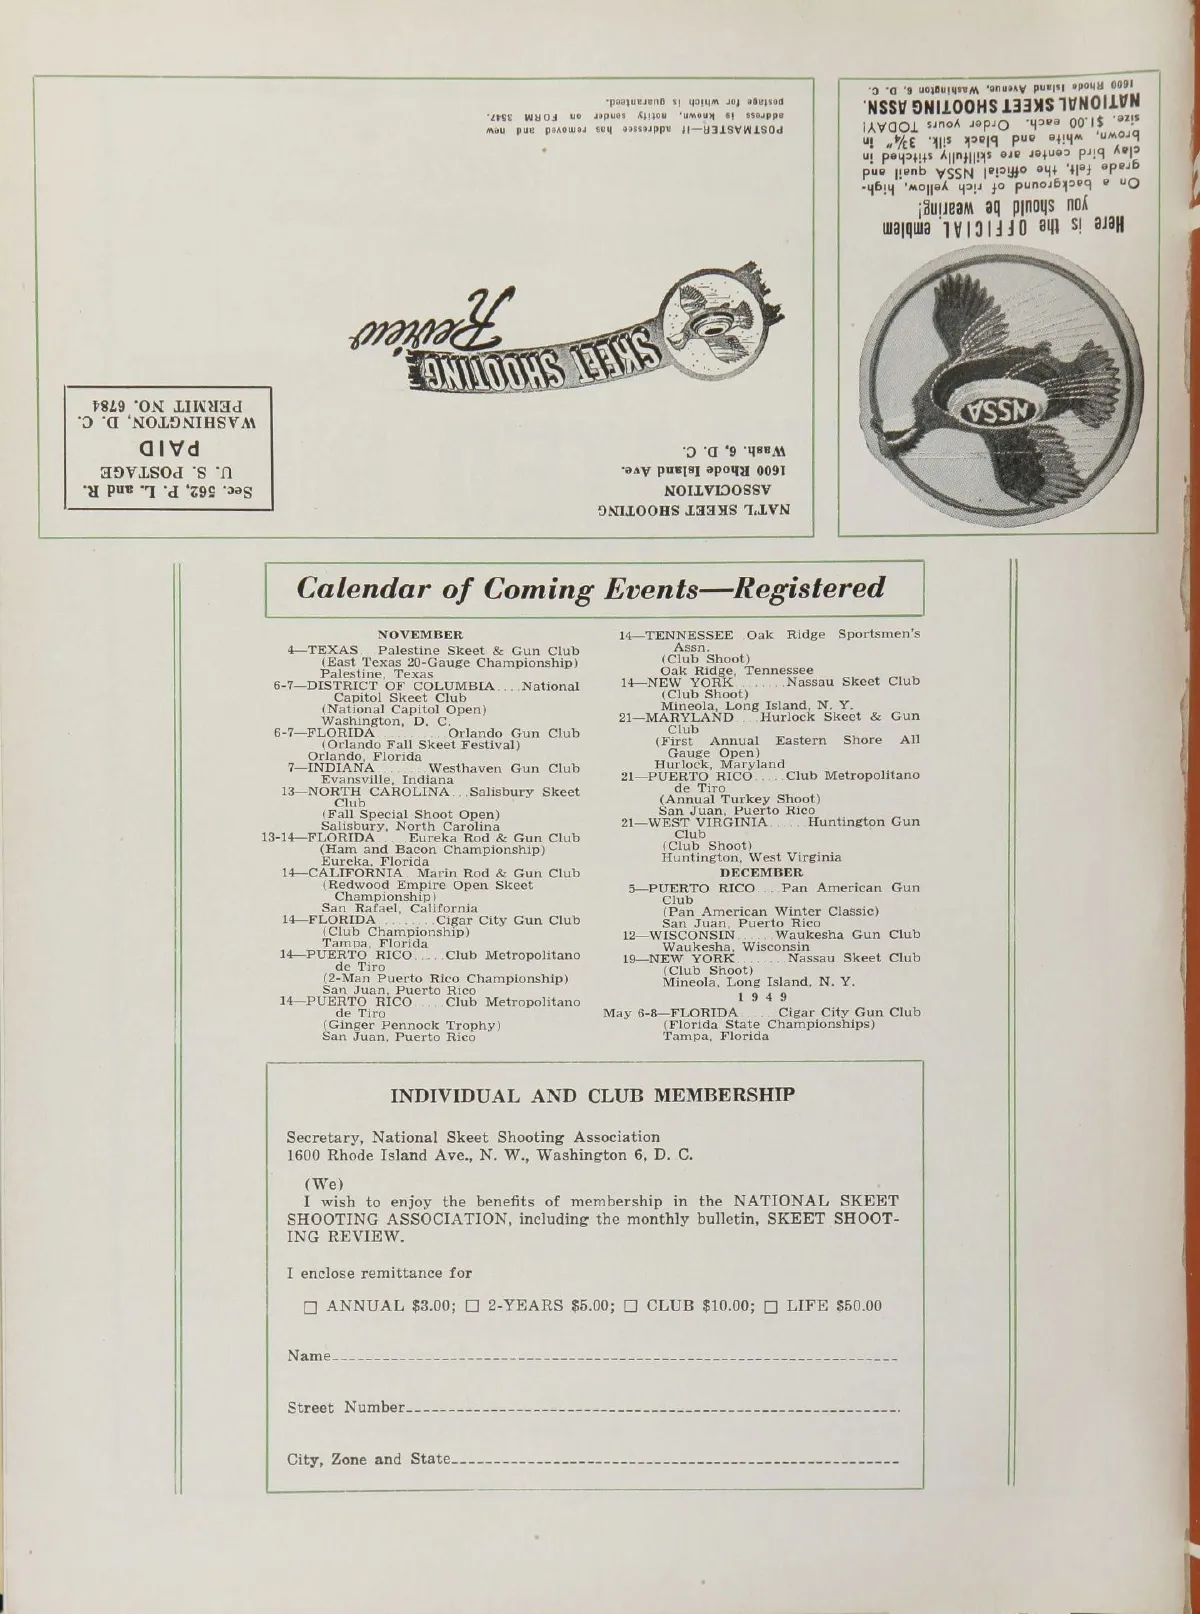 POSTMASTER—If addressee has removed and new
address is known, notify sender on FORM 3547,
postage for which is guaranteed.
SKEET SHOOTING
Review
Sec. 562, P. L. and R.
U. S. POSTAGE
PAID
WASHINGTON, D. C.
PERMIT NO. 6784
NAT'L SKEET SHOOTING
ASSOCIATION
1600 Rhode Island Ave.
Wash. 6, D. C.
NSSA
Here is the OFFICIAL emblem
you should be wearing!
On a background of rich yellow, high-
grade felt, the official NSSA quail and
clay bird center are skillfully stitched in
brown, white and black silk. 3¾" in
size. $1.00 each. Order yours TODAY!
NATIONAL SKEET SHOOTING ASSN.
1600 Rhode Island Avenue, Washington 6, D. C.
Calendar of Coming Events—Registered
NOVEMBER
4—TEXAS Palestine Skeet & Gun Club
(East Texas 20-Gauge Championship)
Palestine, Texas
6-7—DISTRICT OF COLUMBIA....National
Capitol Skeet Club
(National Capitol Open)
Washington, D. C.
6-7—FLORIDA..........Orlando Gun Club
(Orlando Fall Skeet Festival)
Orlando, Florida
7—INDIANA.......Westhaven Gun Club
Evansville, Indiana
13—NORTH CAROLINA...Salisbury Skeet
Club
(Fall Special Shoot Open)
Salisbury, North Carolina
13-14—FLORIDA.... Eureka Rod & Gun Club
(Ham and Bacon Championship)
Eureka, Florida
14—CALIFORNIA Marin Rod & Gun Club
(Redwood Empire Open Skeet
Championship)
San Rafael, California
14—FLORIDA........Cigar City Gun Club
(Club Championship)
Tampa, Florida
14—PUERTO RICO.....Club Metropolitano
de Tiro
(2-Man Puerto Rico Championship)
San Juan, Puerto Rico
14—PUERTO RICO.....Club Metropolitano
de Tiro
(Ginger Pennock Trophy)
San Juan, Puerto Rico
14—TENNESSEE Oak Ridge Sportsmen's
Assn.
(Club Shoot)
Oak Ridge, Tennessee
14—NEW YORK........Nassau Skeet Club
(Club Shoot)
Mineola, Long Island, N. Y.
21—MARYLAND....Hurlock Skeet & Gun
Club
(First Annual Eastern Shore All
Gauge Open)
Hurlock, Maryland
21—PUERTO RICO.....Club Metropolitano
de Tiro
(Annual Turkey Shoot)
San Juan, Puerto Rico
21—WEST VIRGINIA......Huntington Gun
Club
(Club Shoot)
Huntington, West Virginia
DECEMBER
5—PUERTO RICO....Pan American Gun
Club
(Pan American Winter Classic)
San Juan, Puerto Rico
12—WISCONSIN......Waukesha Gun Club
Waukesha, Wisconsin
19—NEW YORK........Nassau Skeet Club
(Club Shoot)
Mineola, Long Island, N. Y.
1 9 4 9
May 6-8—FLORIDA......Cigar City Gun Club
(Florida State Championships)
Tampa, Florida
INDIVIDUAL AND CLUB MEMBERSHIP
Secretary, National Skeet Shooting Association
1600 Rhode Island Ave., N. W., Washington 6, D. C.
(We)
I wish to enjoy the benefits of membership in the NATIONAL SKEET
SHOOTING ASSOCIATION, including the monthly bulletin, SKEET SHOOT-
ING REVIEW.
I enclose remittance for
□ ANNUAL $3.00; □ 2-YEARS $5.00; □ CLUB $10.00; □ LIFE $50.00
Name
Street Number
City, Zone and State